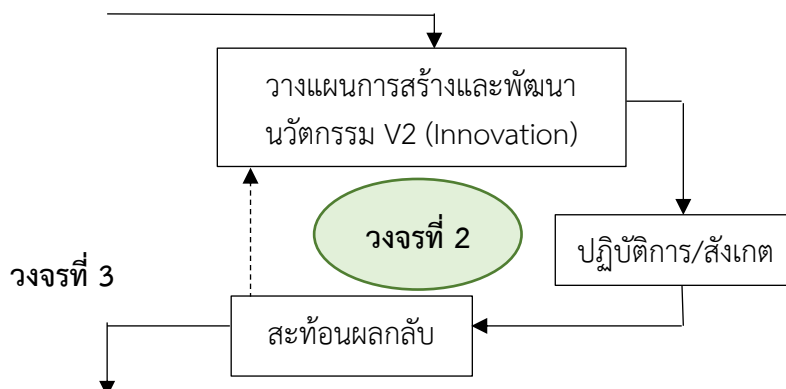 วางแผนการสร้างและพัฒนา
นวัตกรรม V2 (Innovation)
วงจรที่ 2
ปฏิบัติการ/สังเกต
วงจรที่ 3
สะท้อนผลกลับ